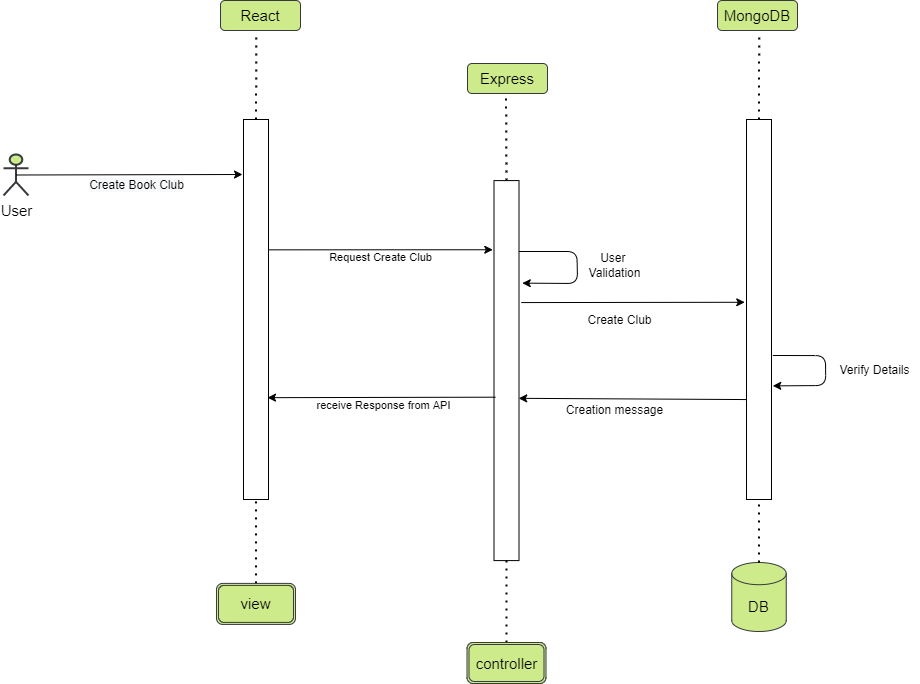 React
MongoDB
Express
Create Book Club
User
Request Create Club
User
Validation
Create Club
Verify Details
receive Response from API
Creation message
view
DB
controller